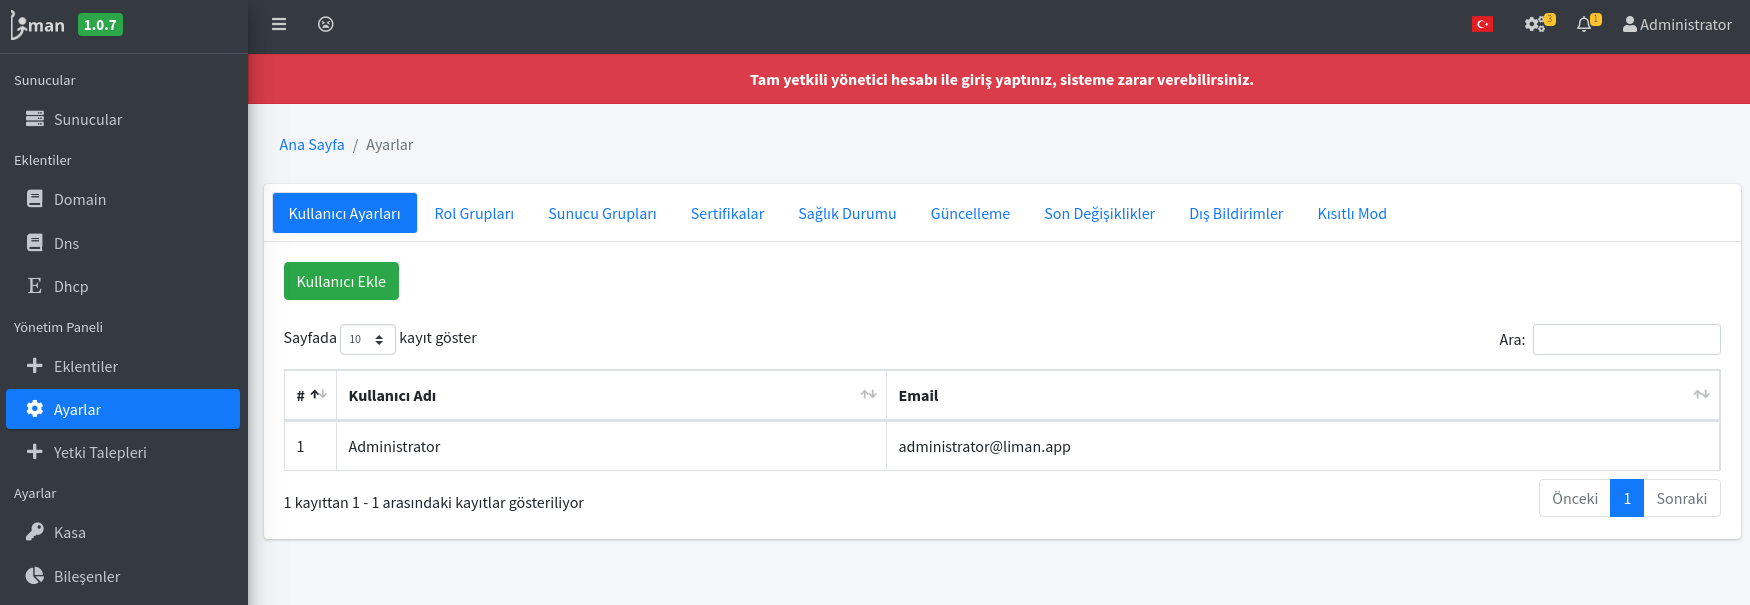 liman 1.0.7
3
1
Administrator
Tam yetkili yönetici hesabı ile giriş yaptınız, sisteme zarar verebilirsiniz.
Sunucular
Sunucular
Eklentiler
Domain
Dns
Dhcp
Yönetim Paneli
Eklentiler
Ayarlar
Yetki Talepleri
Ayarlar
Kasa
Bileşenler
Ana Sayfa / Ayarlar
Kullanıcı Ayarları Rol Grupları Sunucu Grupları Sertifikalar Sağlık Durumu Güncelleme Son Değişiklikler Dış Bildirimler Kısıtlı Mod
Kullanıcı Ekle
Sayfada 10 kayıt göster
Ara:
# Kullanıcı Adı Email
1 Administrator administrator@liman.app
1 kayıttan 1 - 1 arasındaki kayıtlar gösteriliyor
Önceki 1 Sonraki